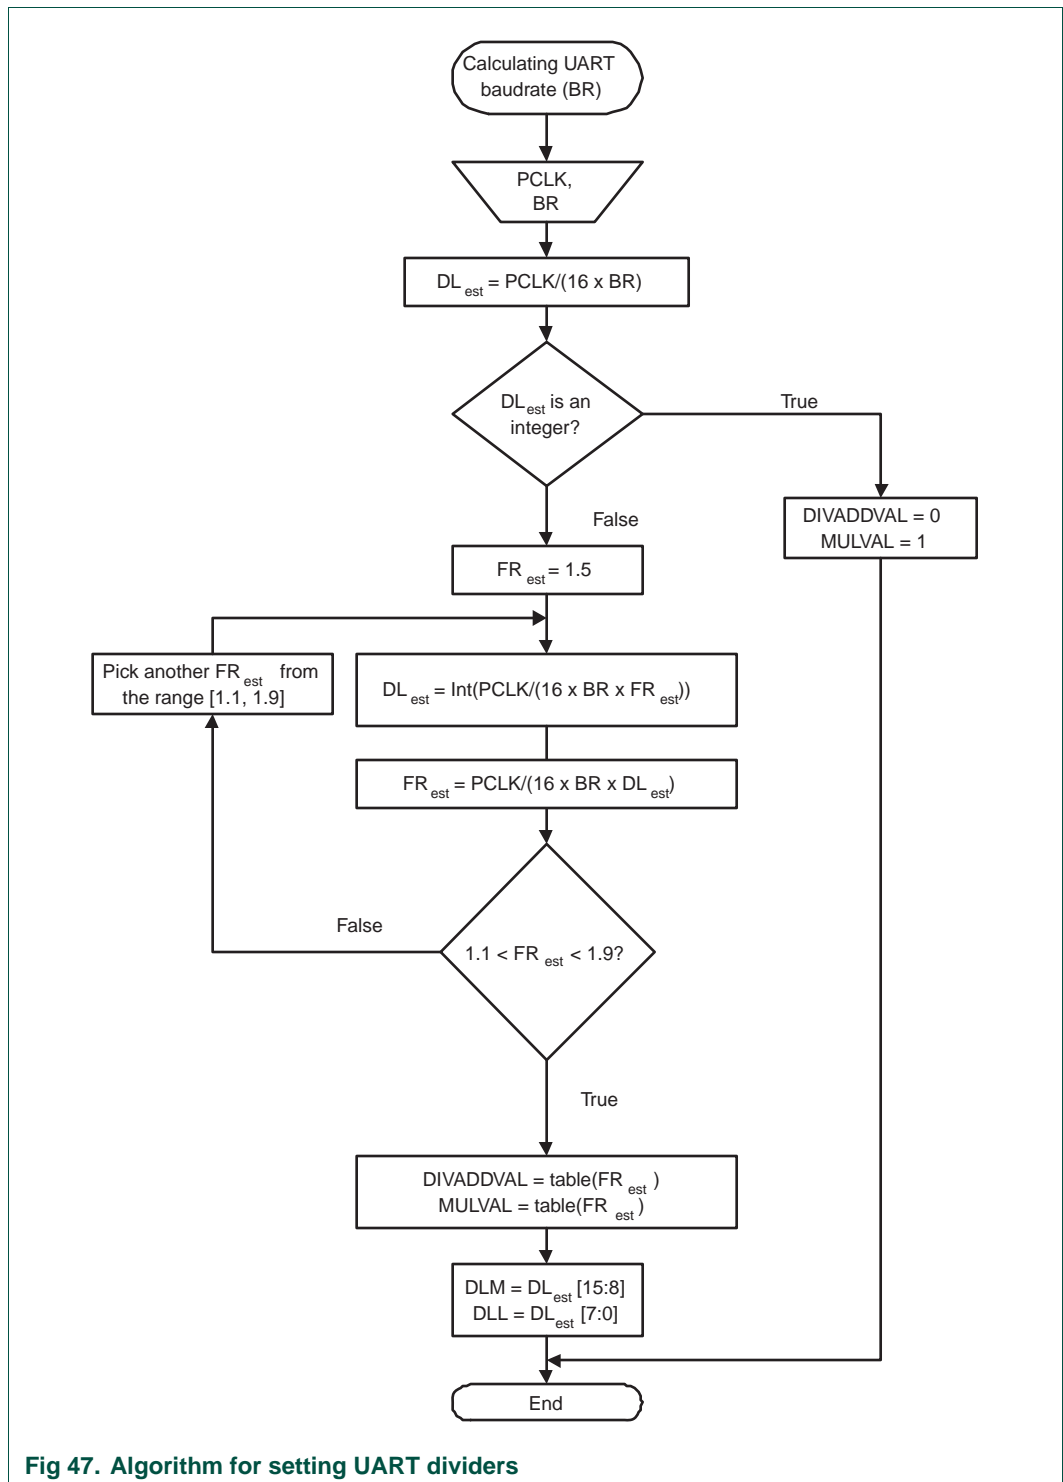 Calculating UART
baudrate (BR)
PCLK,
BR
DL est = PCLK/(16 x BR)
DL est is an
integer?
True
False
DIVADDVAL = 0
MULVAL = 1
FR est = 1.5
Pick another FR est from
the range [1.1, 1.9]
DL est = Int(PCLK/(16 x BR x FR est))
FR est = PCLK/(16 x BR x DL est)
False
1.1 < FR est < 1.9?
True
DIVADDVAL = table(FR est )
MULVAL = table(FR est )
DLM = DL est [15:8]
DLL = DL est [7:0]
End
Fig 47. Algorithm for setting UART dividers